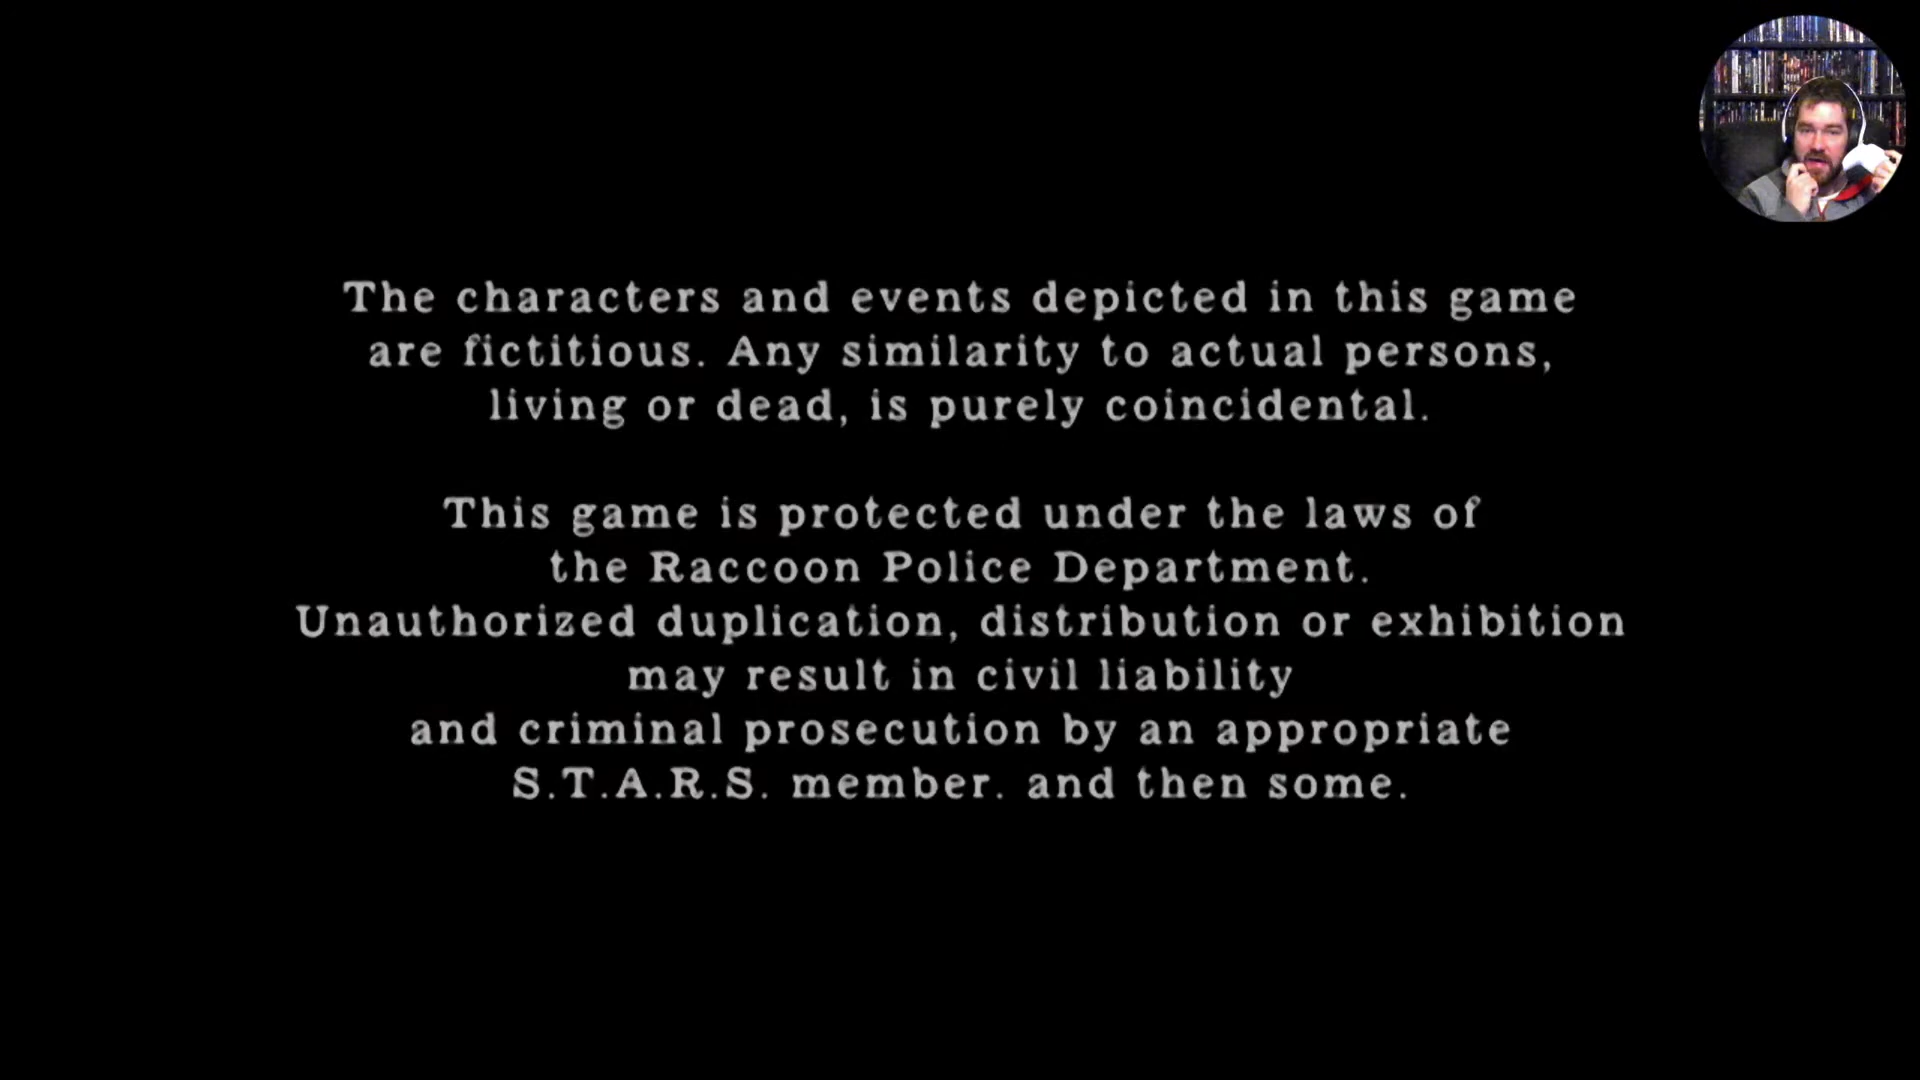 The characters and events depicted in this game
are fictitious. Any similarity to actual persons,
living or dead, is purely coincidental.
This game is protected under the laws of
the Raccoon Police Department.
Unauthorized duplication, distribution or exhibition
may result in civil liability
and criminal prosecution by an appropriate
S.T.A.R.S. member. and then some.